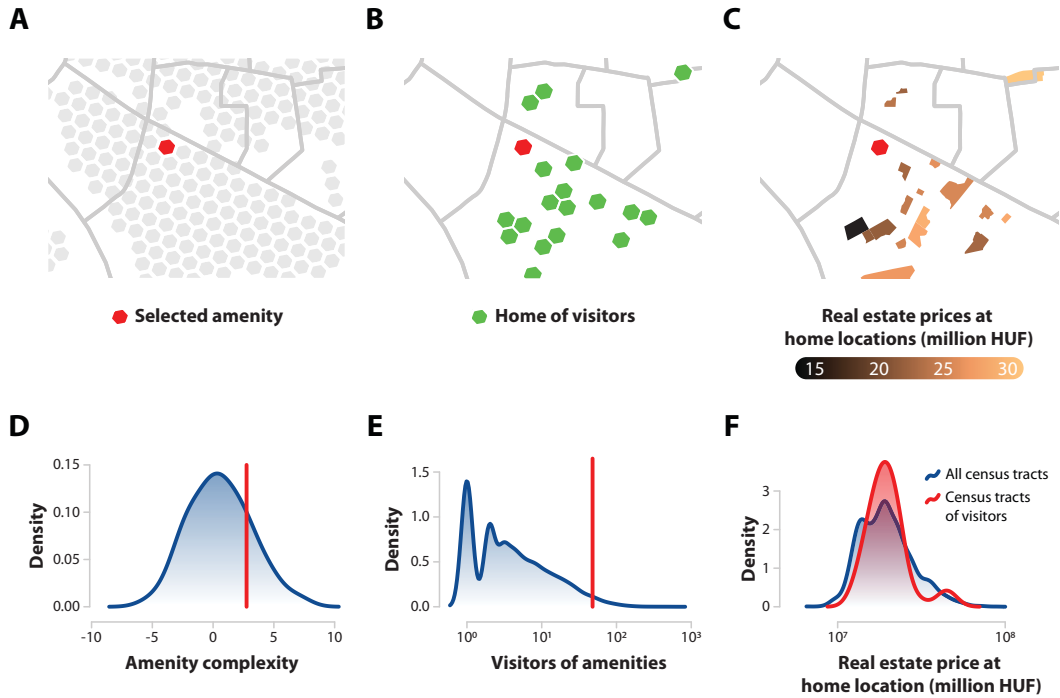 A
B
C
Selected amenity
Home of visitors
Real estate prices at
home locations (million HUF)
15 20 25 30
D
E
F
0.15
0.10
0.05
0.00
Density
-10 -5 0 5 10
Amenity complexity
1.5
1.0
0.5
0.0
Density
10⁰ 10¹ 10² 10³
Visitors of amenities
All census tracts
Census tracts
of visitors
3
2
1
0
Density
10⁷ 10⁸
Real estate price at
home location (million HUF)